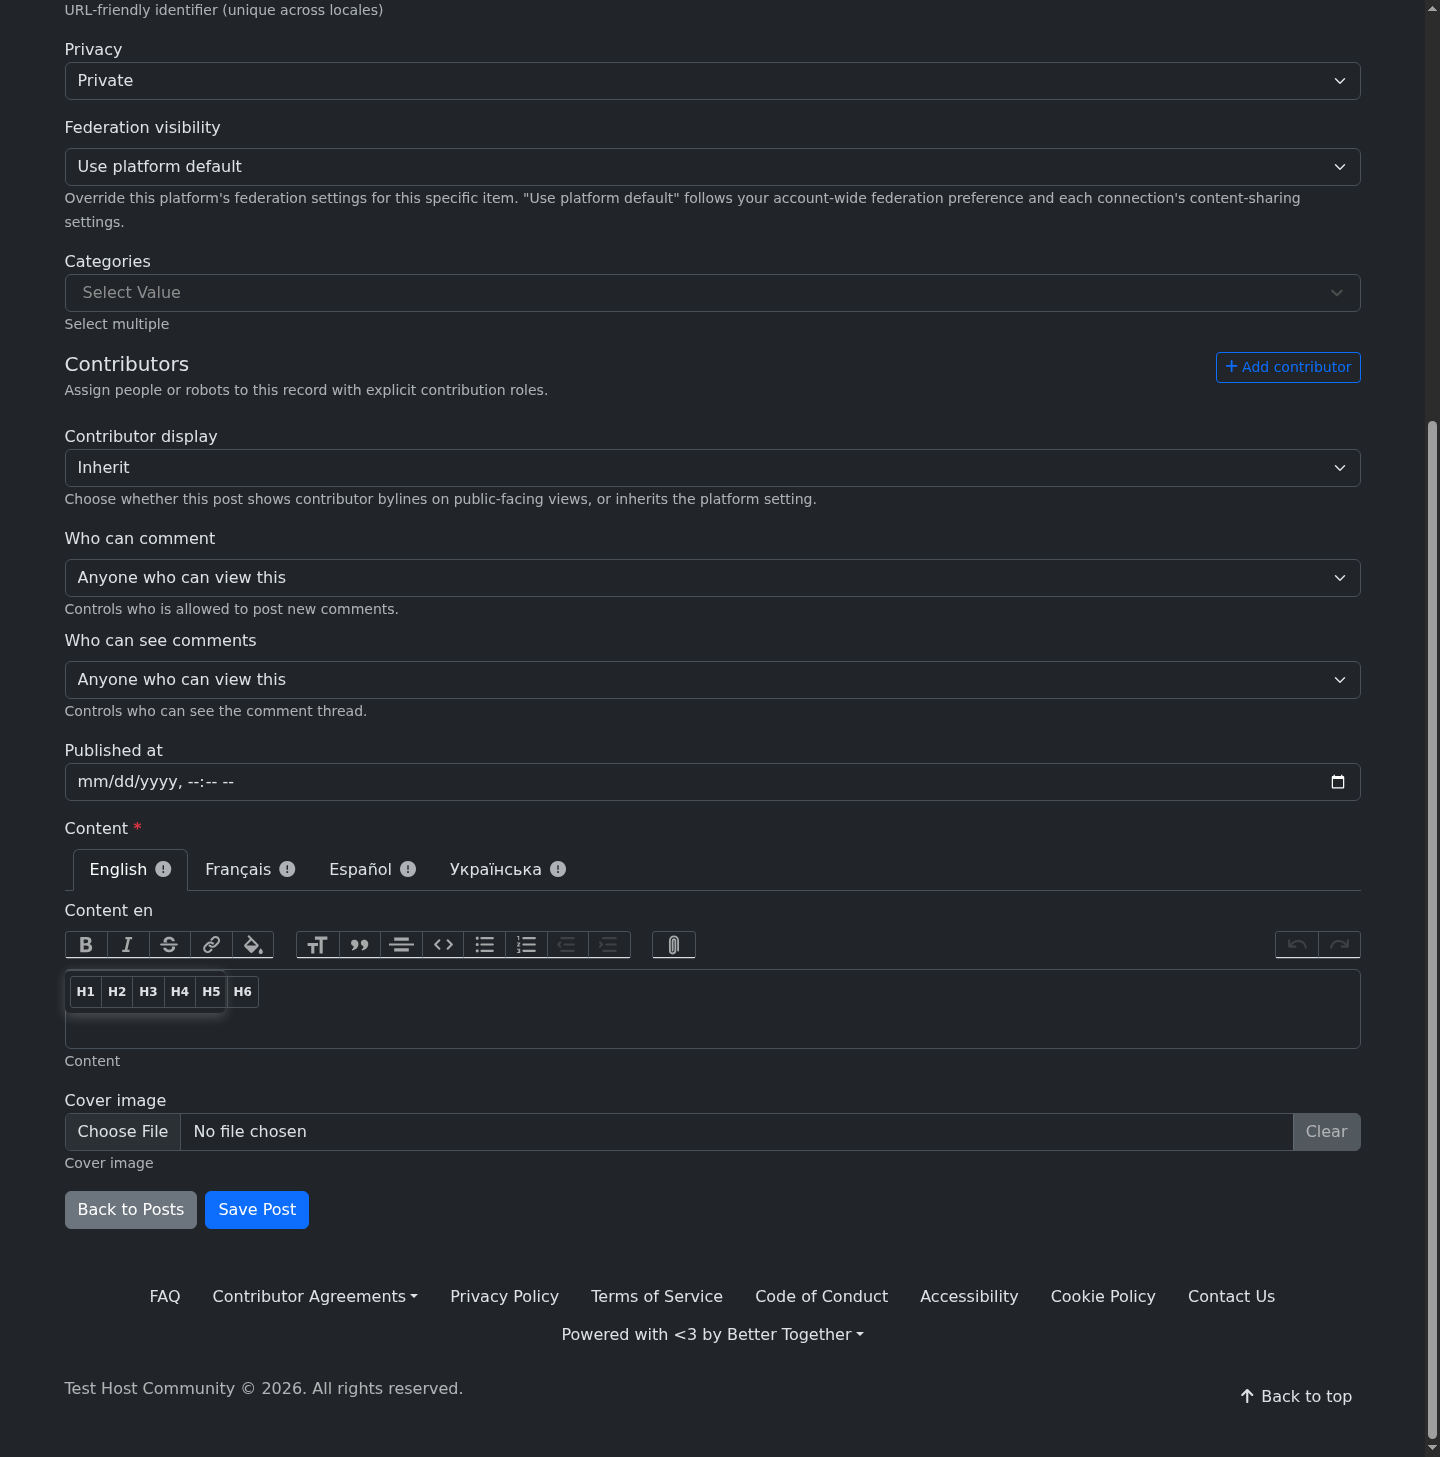 URL-friendly identifier (unique across locales)
Privacy
Private
Federation visibility
Use platform default
Override this platform's federation settings for this specific item. "Use platform default" follows your account-wide federation preference and each connection's content-sharing
settings.
Categories
Select Value
Select multiple
Contributors
Add contributor
Assign people or robots to this record with explicit contribution roles.
Contributor display
Inherit
Choose whether this post shows contributor bylines on public-facing views, or inherits the platform setting.
Who can comment
Anyone who can view this
Controls who is allowed to post new comments.
Who can see comments
Anyone who can view this
Controls who can see the comment thread.
Published at
mm/dd/yyyy, --:-- --
Content *
English Français Español Українська
Content en
H1 H2 H3 H4 H5 H6
Content
Cover image
Choose File No file chosen Clear
Cover image
Back to Posts Save Post
FAQ Contributor Agreements Privacy Policy Terms of Service Code of Conduct Accessibility Cookie Policy Contact Us
Powered with <3 by Better Together
Test Host Community © 2026. All rights reserved.
Back to top